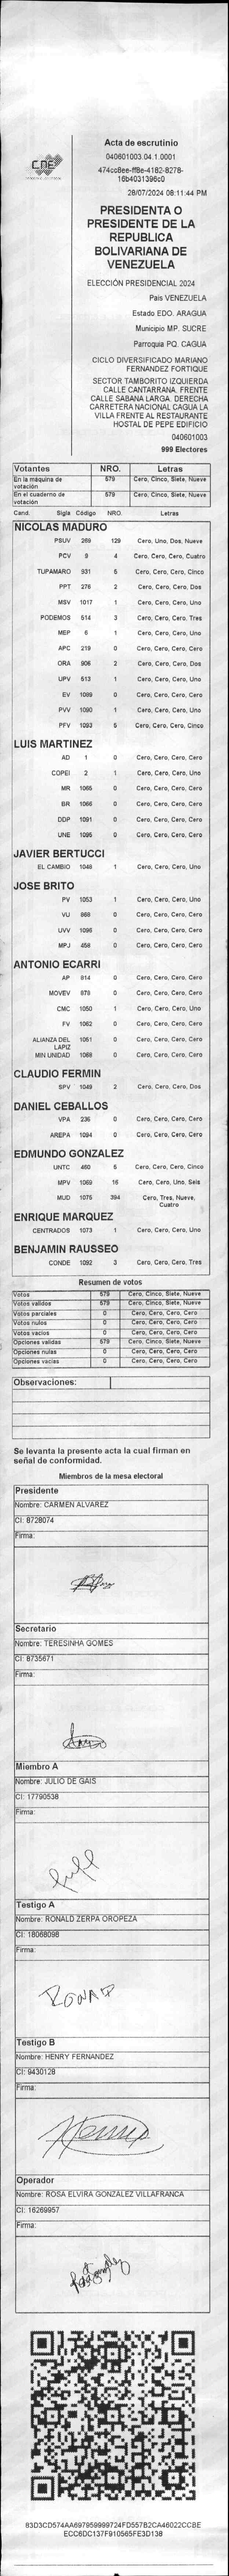 CNE
Acta de escrutinio
040601003.04.1.0001
474cc8ee-ff8e-4182-8278-
16b4031396c0
28/07/2024 08:11:44 PM
PRESIDENTA O
PRESIDENTE DE LA
REPUBLICA
BOLIVARIANA DE
VENEZUELA
ELECCIÓN PRESIDENCIAL 2024
Pais VENEZUELA
Estado EDO. ARAGUA
Municipio MP. SUCRE
Parroquia PQ. CAGUA
CICLO DIVERSIFICADO MARIANO
FERNANDEZ FORTIQUE
SECTOR TAMBORITO IZQUIERDA
CALLE CANTARRANA. FRENTE
CALLE SABANA LARGA. DERECHA
CARRETERA NACIONAL CAGUA LA
VILLA FRENTE AL RESTAURANTE
HOSTAL DE PEPE EDIFICIO
040601003
999 Electores
Votantes NRO. Letras
En la máquina de votación 579 Cero, Cinco, Siete, Nueve
En el cuaderno de votación 579 Cero, Cinco, Siete, Nueve
Cand. Sigla Código NRO. Letras
NICOLAS MADURO
PSUV 269 129 Cero, Uno, Dos, Nueve
PCV 9 4 Cero, Cero, Cero, Cuatro
TUPAMARO 931 5 Cero, Cero, Cero, Cinco
PPT 276 2 Cero, Cero, Cero, Dos
MSV 1017 1 Cero, Cero, Cero, Uno
PODEMOS 514 3 Cero, Cero, Cero, Tres
MEP 6 1 Cero, Cero, Cero, Uno
APC 219 0 Cero, Cero, Cero, Cero
ORA 906 2 Cero, Cero, Cero, Dos
UPV 513 1 Cero, Cero, Cero, Uno
EV 1089 0 Cero, Cero, Cero, Cero
PVV 1090 1 Cero, Cero, Cero, Uno
PFV 1093 5 Cero, Cero, Cero, Cinco
LUIS MARTINEZ
AD 1 0 Cero, Cero, Cero, Cero
COPEI 2 1 Cero, Cero, Cero, Uno
MR 1065 0 Cero, Cero, Cero, Cero
BR 1066 0 Cero, Cero, Cero, Cero
DDP 1091 0 Cero, Cero, Cero, Cero
UNE 1095 0 Cero, Cero, Cero, Cero
JAVIER BERTUCCI
EL CAMBIO 1048 1 Cero, Cero, Cero, Uno
JOSE BRITO
PV 1053 1 Cero, Cero, Cero, Uno
VU 868 0 Cero, Cero, Cero, Cero
UVV 1096 0 Cero, Cero, Cero, Cero
MPJ 458 0 Cero, Cero, Cero, Cero
ANTONIO ECARRI
AP 814 0 Cero, Cero, Cero, Cero
MOVEV 879 0 Cero, Cero, Cero, Cero
CMC 1050 1 Cero, Cero, Cero, Uno
FV 1062 0 Cero, Cero, Cero, Cero
ALIANZA DEL LAPIZ 1051 0 Cero, Cero, Cero, Cero
MIN UNIDAD 1068 0 Cero, Cero, Cero, Cero
CLAUDIO FERMIN
SPV 1049 2 Cero, Cero, Cero, Dos
DANIEL CEBALLOS
VPA 236 0 Cero, Cero, Cero, Cero
AREPA 1094 0 Cero, Cero, Cero, Cero
EDMUNDO GONZALEZ
UNTC 460 5 Cero, Cero, Cero, Cinco
MPV 1069 16 Cero, Cero, Uno, Seis
MUD 1075 394 Cero, Tres, Nueve, Cuatro
ENRIQUE MARQUEZ
CENTRADOS 1073 1 Cero, Cero, Cero, Uno
BENJAMIN RAUSSEO
CONDE 1092 3 Cero, Cero, Cero, Tres
Resumen de votos
Votos 579 Cero, Cinco, Siete, Nueve
Votos validos 579 Cero, Cinco, Siete, Nueve
Votos parciales 0 Cero, Cero, Cero, Cero
Votos nulos 0 Cero, Cero, Cero, Cero
Votos vacios 0 Cero, Cero, Cero, Cero
Opciones validas 579 Cero, Cinco, Siete, Nueve
Opciones nulas 0 Cero, Cero, Cero, Cero
Opciones vacias 0 Cero, Cero, Cero, Cero
Observaciones:
Se levanta la presente acta la cual firman en
señal de conformidad.
Miembros de la mesa electoral
Presidente
Nombre: CARMEN ALVAREZ
CI: 8728074
Firma:
Secretario
Nombre: TERESINHA GOMES
CI: 8735671
Firma:
Miembro A
Nombre: JULIO DE GAIS
CI: 17790538
Firma:
Testigo A
Nombre: RONALD ZERPA OROPEZA
CI: 18068098
Firma:
RONALD
Testigo B
Nombre: HENRY FERNANDEZ
CI: 9430128
Firma:
Operador
Nombre: ROSA ELVIRA GONZALEZ VILLAFRANCA
CI: 16269957
Firma:
83D3CD574AA697959999724FD557B2CA46022CCBE
ECC6DC137F910565FE3D138